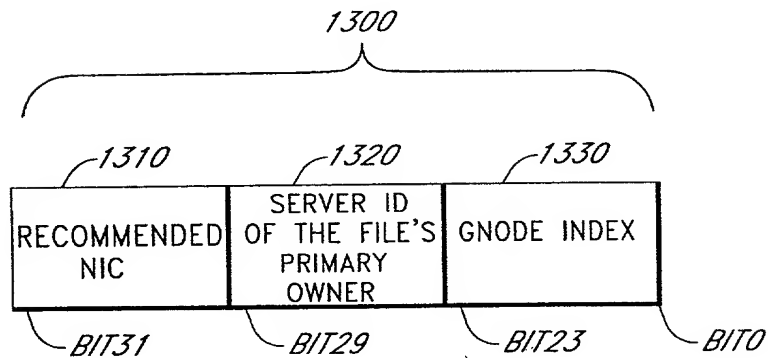 1300
1310
1320
1330
RECOMMENDED
NIC
SERVER ID
OF THE FILE'S
PRIMARY
OWNER
GNODE INDEX
BIT31
BIT29
BIT23
BIT0